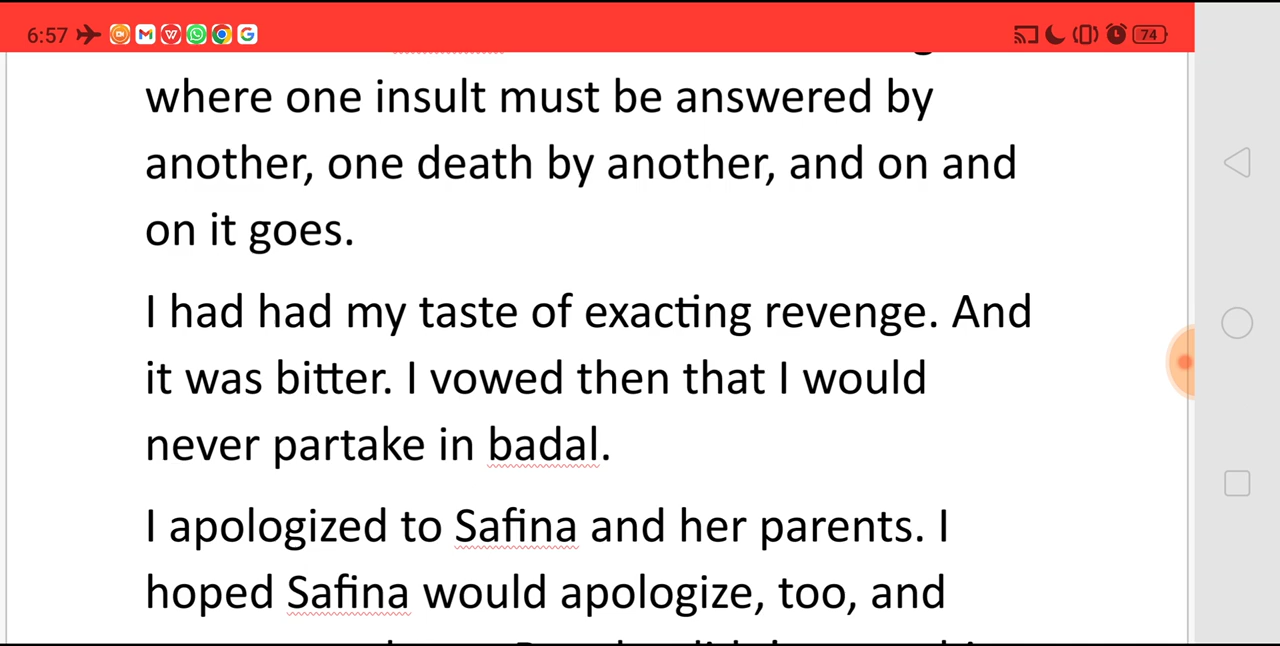 6:57
74
where one insult must be answered by
another, one death by another, and on and
on it goes.
I had had my taste of exacting revenge. And
it was bitter. I vowed then that I would
never partake in badal.
I apologized to Safina and her parents. I
hoped Safina would apologize, too, and